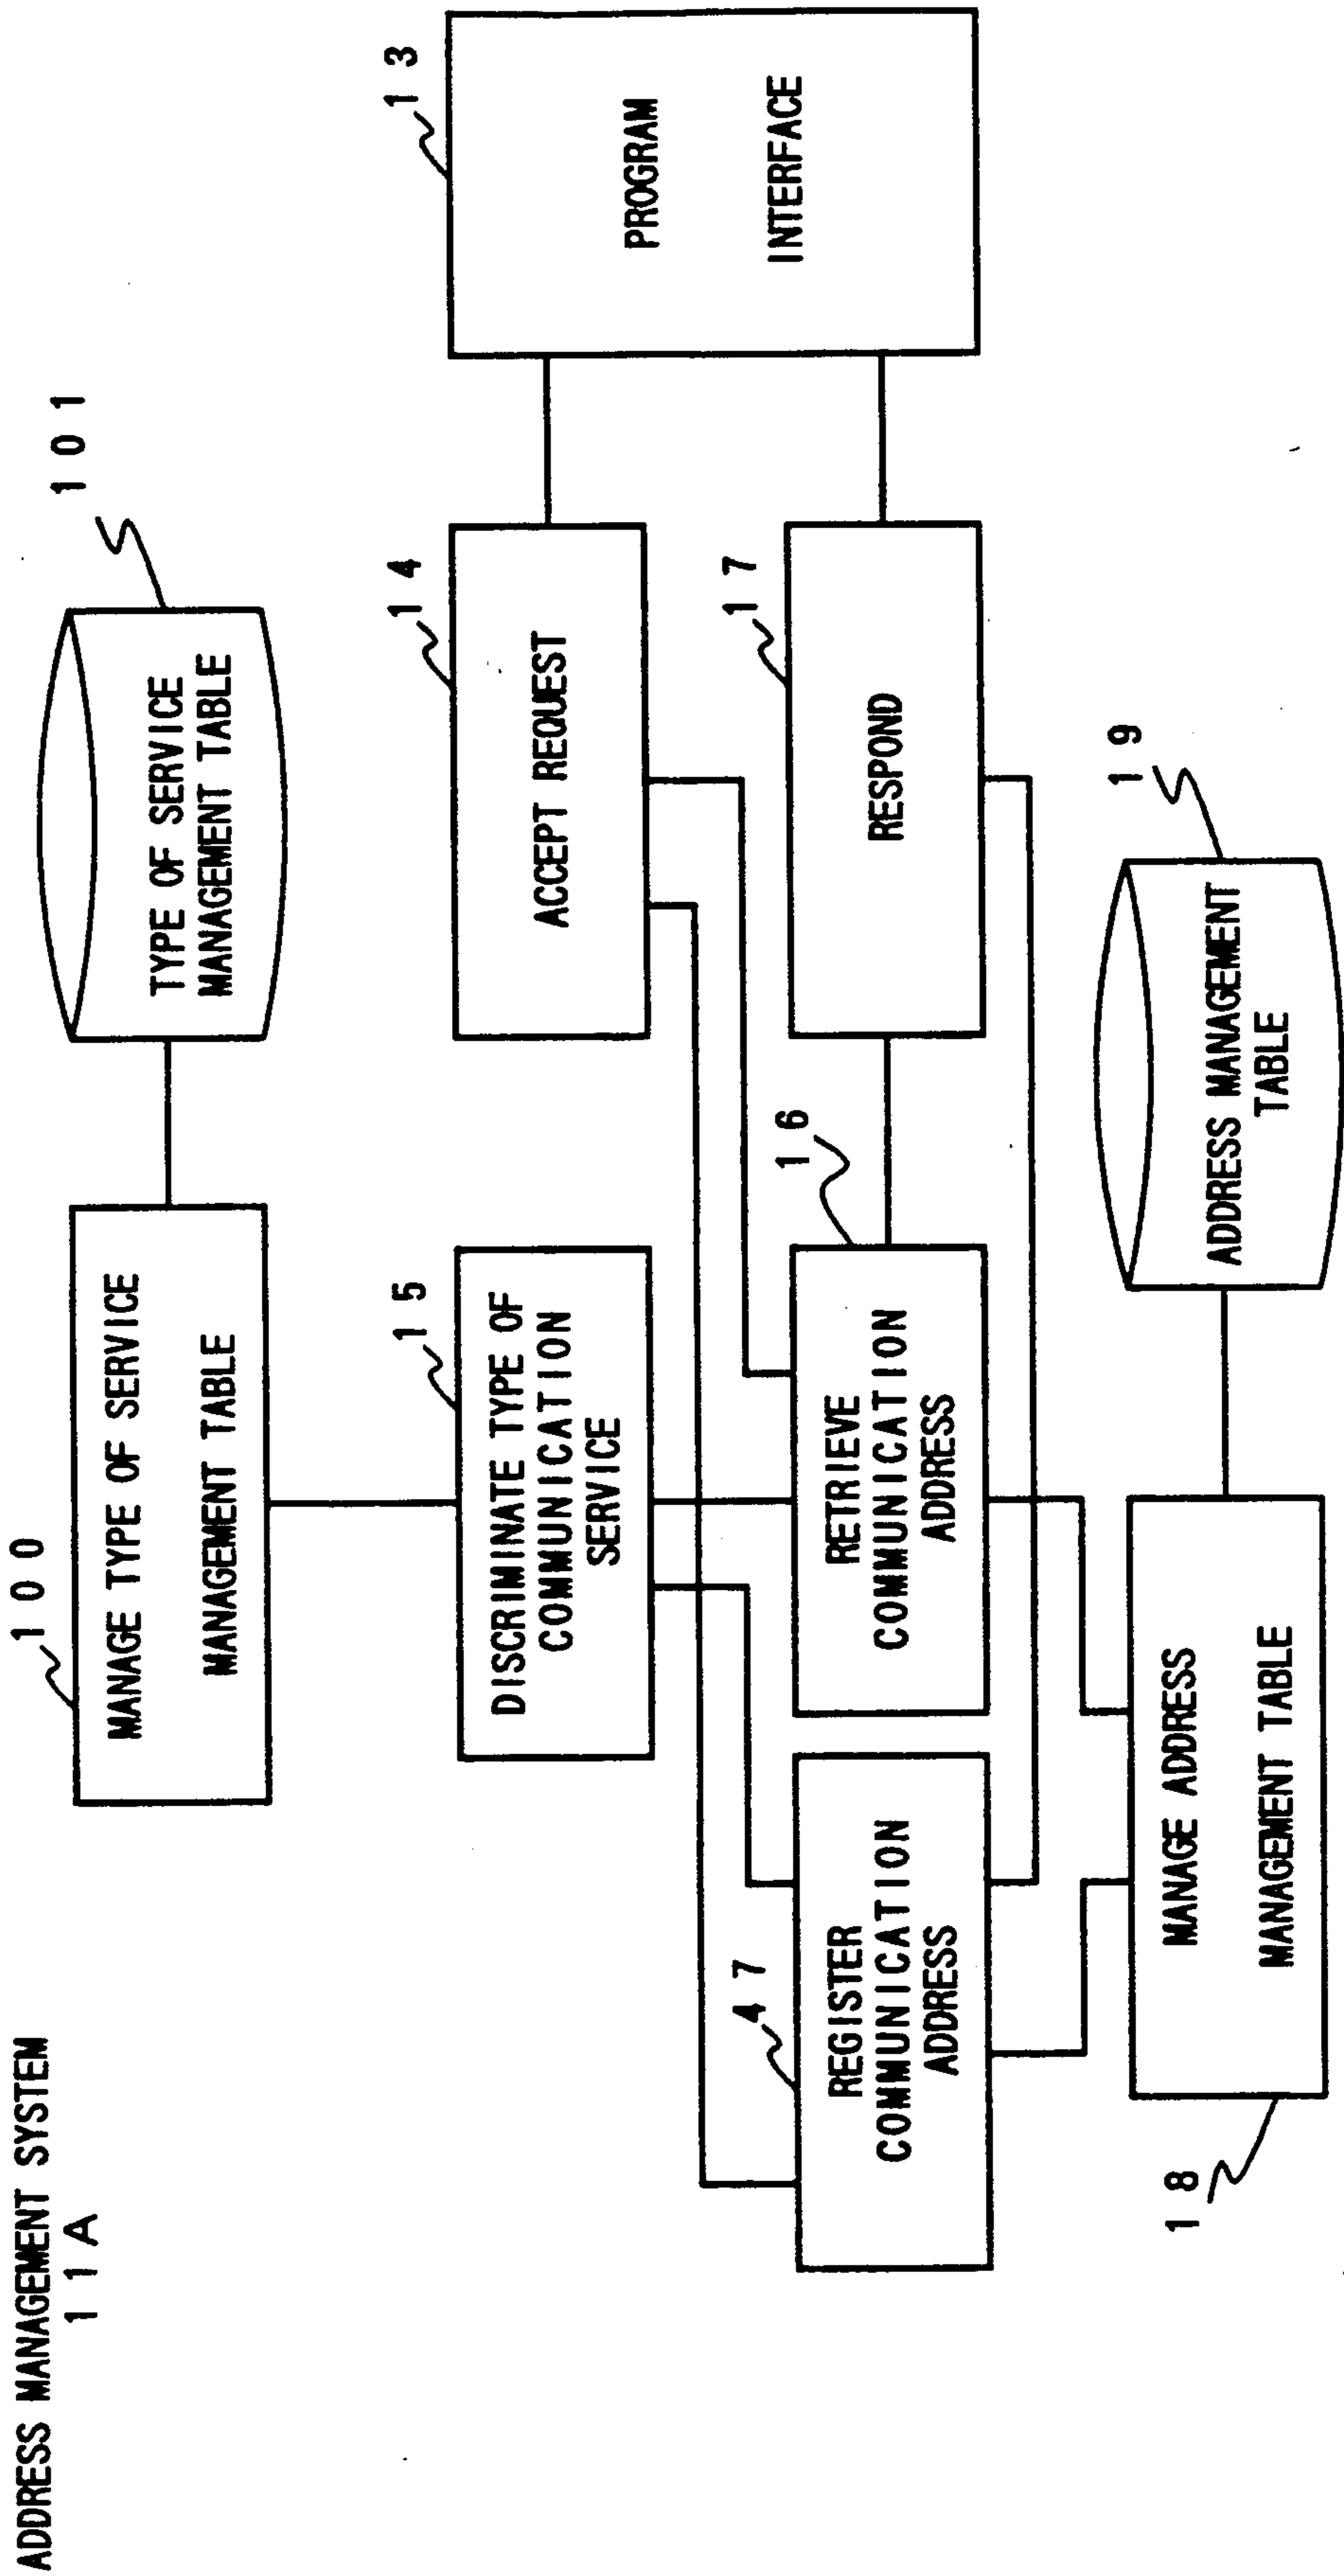 ADDRESS MANAGEMENT SYSTEM
11A
100
MANAGE TYPE OF SERVICE
MANAGEMENT TABLE
101
TYPE OF SERVICE
MANAGEMENT TABLE
15
DISCRIMINATE TYPE OF
COMMUNICATION
SERVICE
14
ACCEPT REQUEST
13
PROGRAM
INTERFACE
47
REGISTER
COMMUNICATION
ADDRESS
16
RETRIEVE
COMMUNICATION
ADDRESS
17
RESPOND
18
MANAGE ADDRESS
MANAGEMENT TABLE
19
ADDRESS MANAGEMENT
TABLE